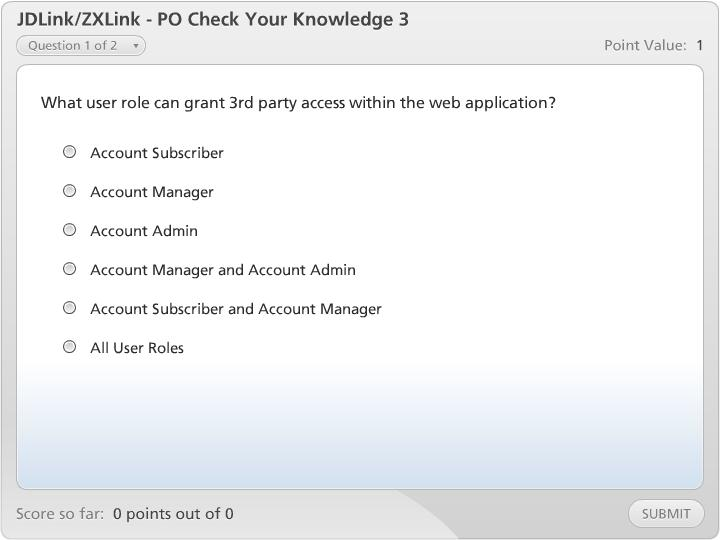 JDLink/ZXLink - PO Check Your Knowledge 3
Question 1 of 2
Point Value: 1
What user role can grant 3rd party access within the web application?
Account Subscriber
Account Manager
Account Admin
Account Manager and Account Admin
Account Subscriber and Account Manager
All User Roles
Score so far: 0 points out of 0
SUBMIT